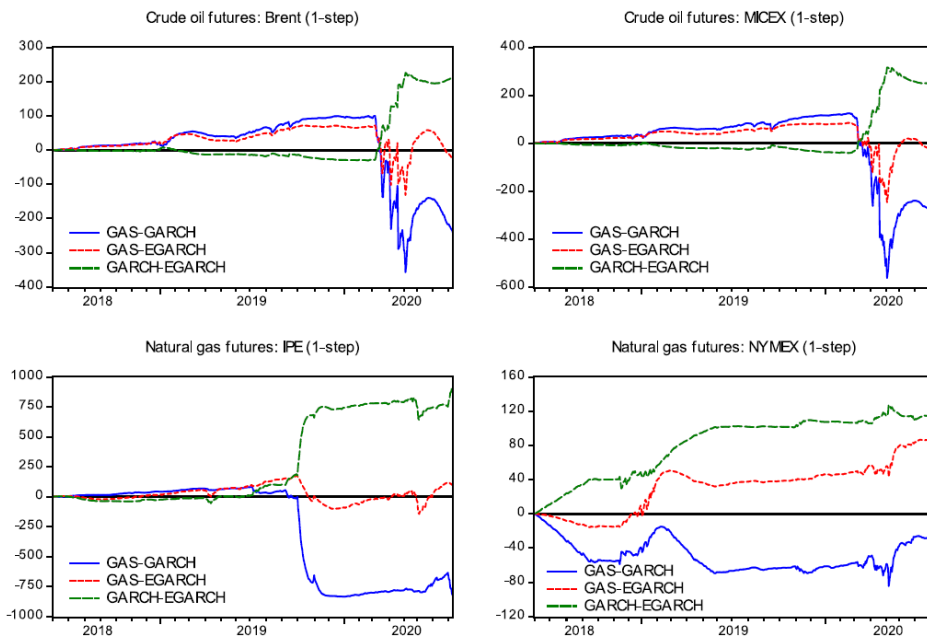 Crude oil futures: Brent (1-step)
300
200
100
0
-100
-200
-300
-400
GAS-GARCH
GAS-EGARCH
GARCH-EGARCH
2018
2019
2020
Crude oil futures: MICEX (1-step)
400
200
0
-200
-400
-600
GAS-GARCH
GAS-EGARCH
GARCH-EGARCH
2018
2019
2020
Natural gas futures: IPE (1-step)
1000
750
500
250
0
-250
-500
-750
-1000
GAS-GARCH
GAS-EGARCH
GARCH-EGARCH
2018
2019
2020
Natural gas futures: NYMEX (1-step)
160
120
80
40
0
-40
-80
-120
GAS-GARCH
GAS-EGARCH
GARCH-EGARCH
2018
2019
2020